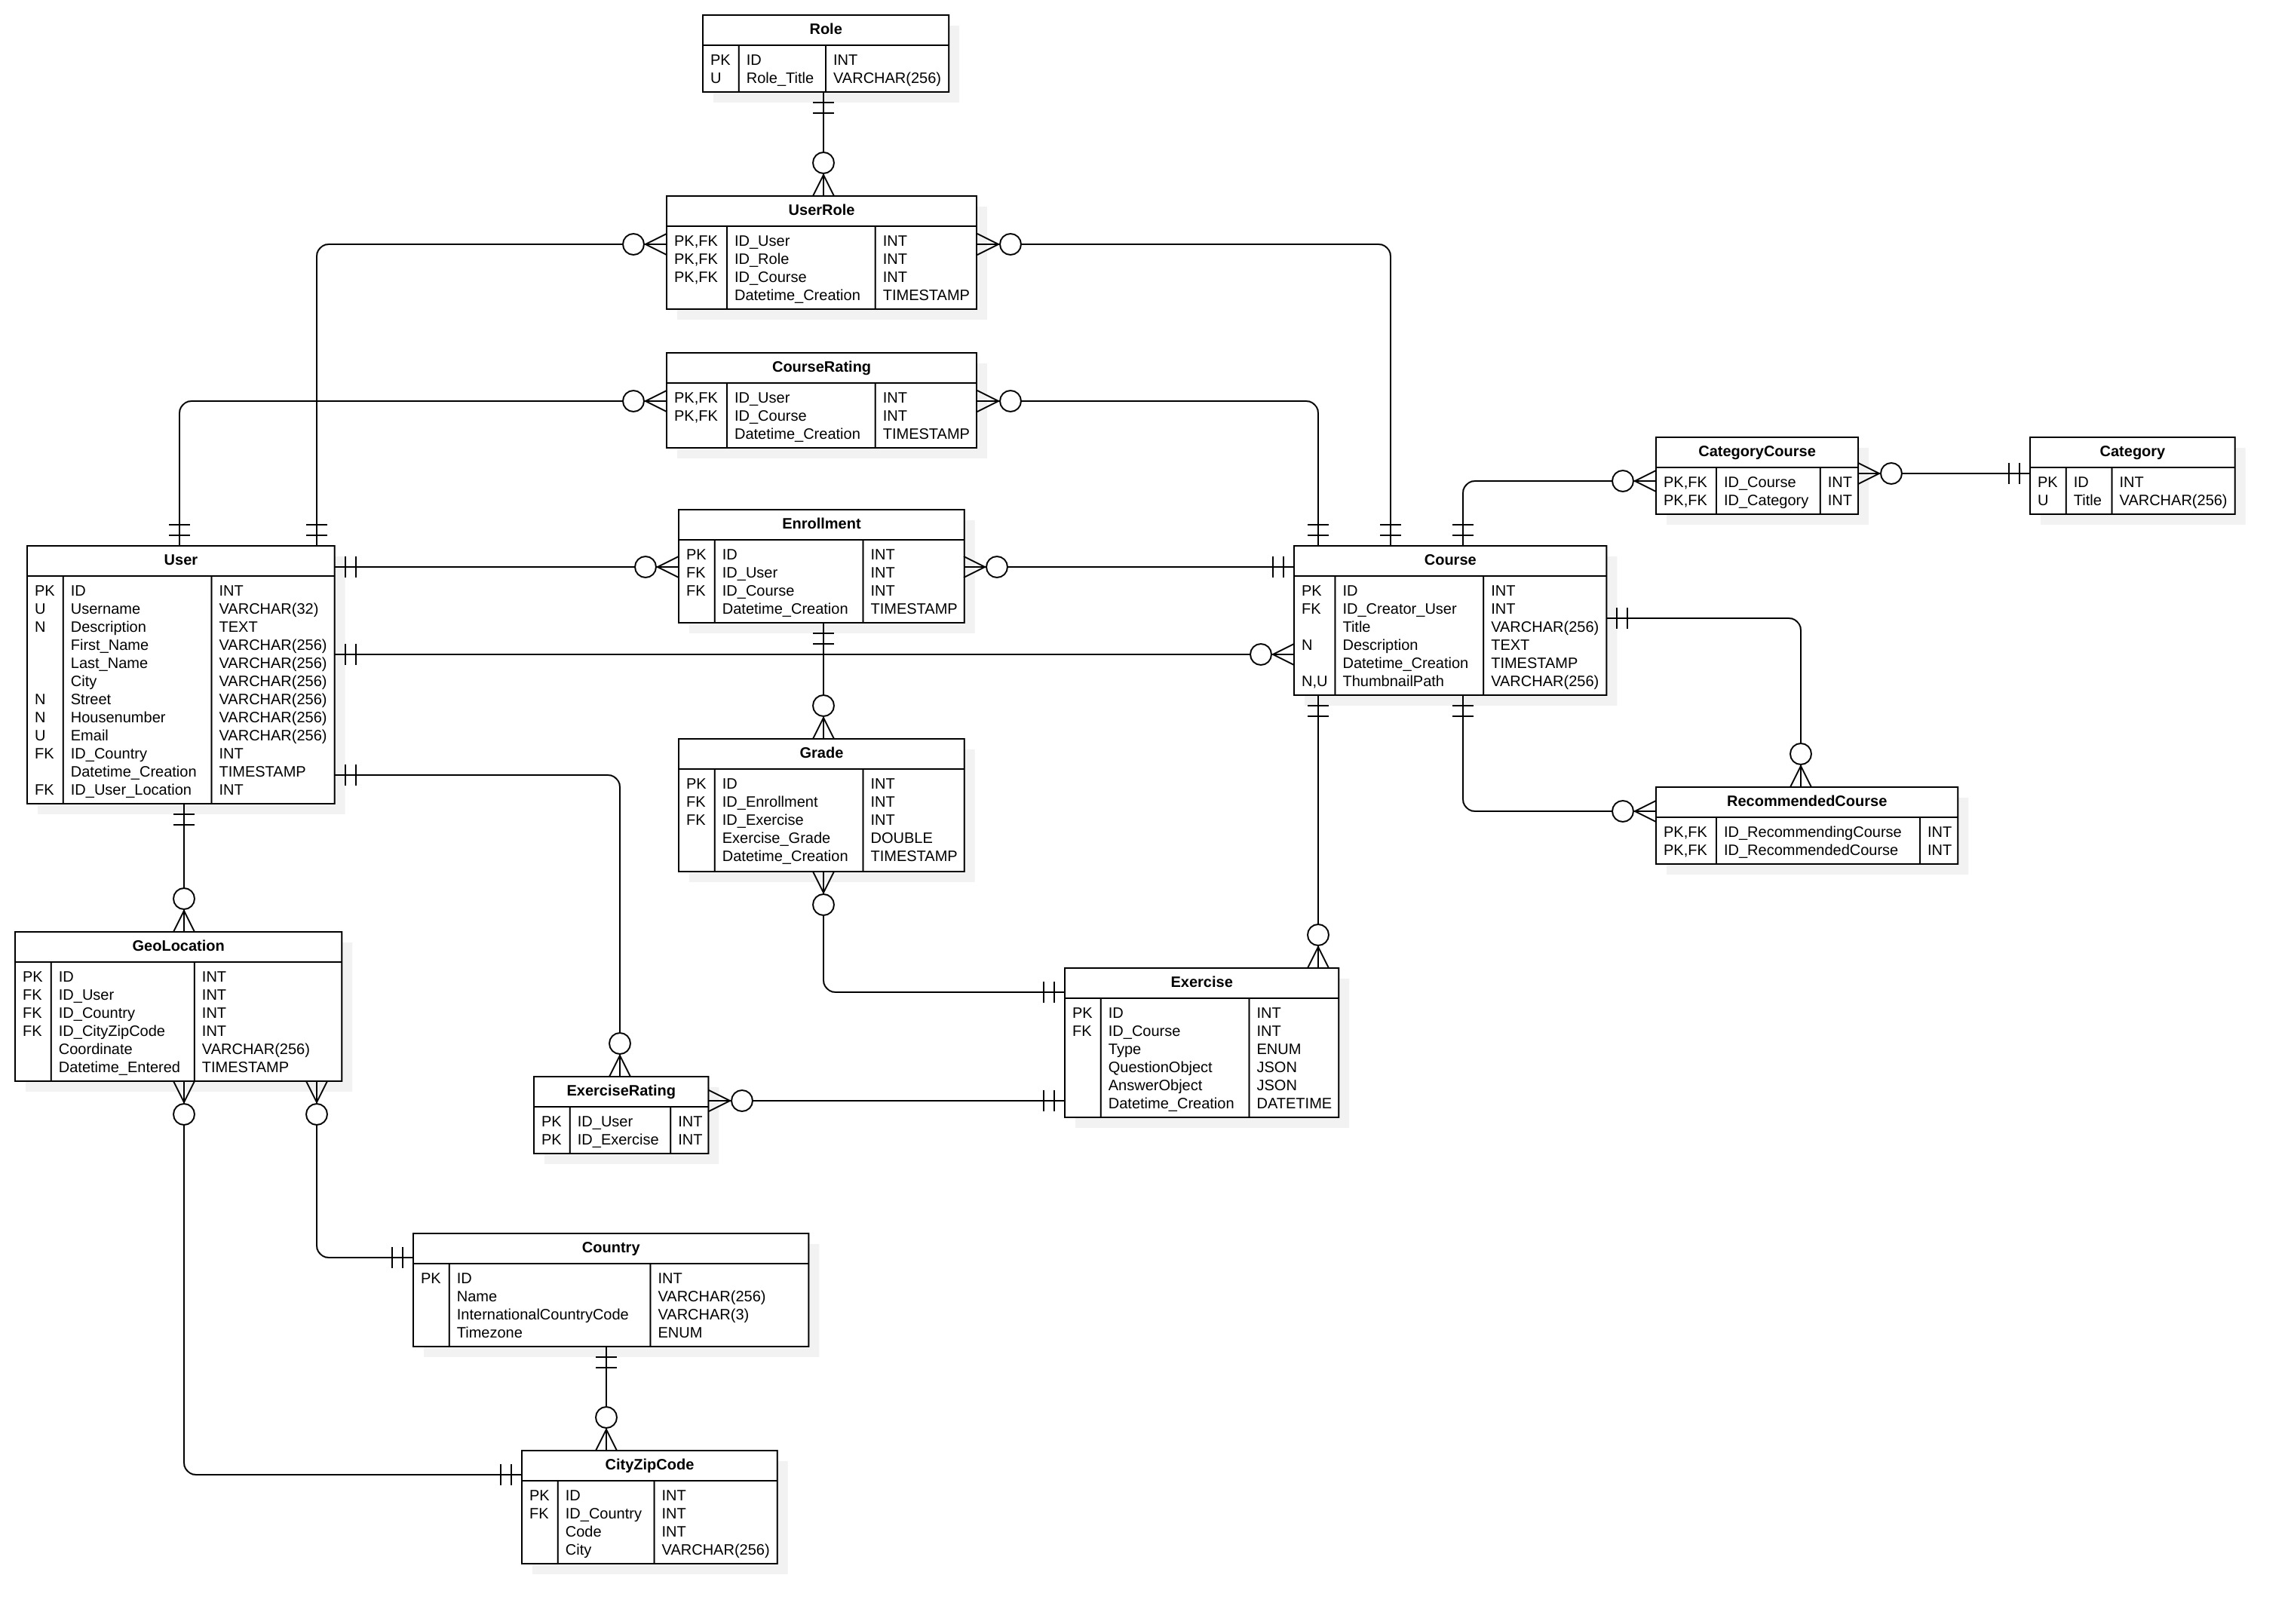 Role
PK ID INT
U Role_Title VARCHAR(256)
UserRole
PK,FK ID_User INT
PK,FK ID_Role INT
PK,FK ID_Course INT
Datetime_Creation TIMESTAMP
CourseRating
PK,FK ID_User INT
PK,FK ID_Course INT
Datetime_Creation TIMESTAMP
CategoryCourse
PK,FK ID_Course INT
PK,FK ID_Category INT
Category
PK ID INT
U Title VARCHAR(256)
Enrollment
PK ID INT
FK ID_User INT
FK ID_Course INT
Datetime_Creation TIMESTAMP
User
PK ID INT
U Username VARCHAR(32)
N Description TEXT
First_Name VARCHAR(256)
Last_Name VARCHAR(256)
City VARCHAR(256)
N Street VARCHAR(256)
N Housenumber VARCHAR(256)
U Email VARCHAR(256)
FK ID_Country INT
Datetime_Creation TIMESTAMP
FK ID_User_Location INT
Course
PK ID INT
FK ID_Creator_User INT
Title VARCHAR(256)
N Description TEXT
Datetime_Creation TIMESTAMP
N,U ThumbnailPath VARCHAR(256)
Grade
PK ID INT
FK ID_Enrollment INT
FK ID_Exercise INT
Exercise_Grade DOUBLE
Datetime_Creation TIMESTAMP
RecommendedCourse
PK,FK ID_RecommendingCourse INT
PK,FK ID_RecommendedCourse INT
GeoLocation
PK ID INT
FK ID_User INT
FK ID_Country INT
FK ID_CityZipCode INT
Coordinate VARCHAR(256)
Datetime_Entered TIMESTAMP
Exercise
PK ID INT
FK ID_Course INT
Type ENUM
QuestionObject JSON
AnswerObject JSON
Datetime_Creation DATETIME
ExerciseRating
PK ID_User INT
PK ID_Exercise INT
Country
PK ID INT
Name VARCHAR(256)
InternationalCountryCode VARCHAR(3)
Timezone ENUM
CityZipCode
PK ID INT
FK ID_Country INT
Code INT
City VARCHAR(256)